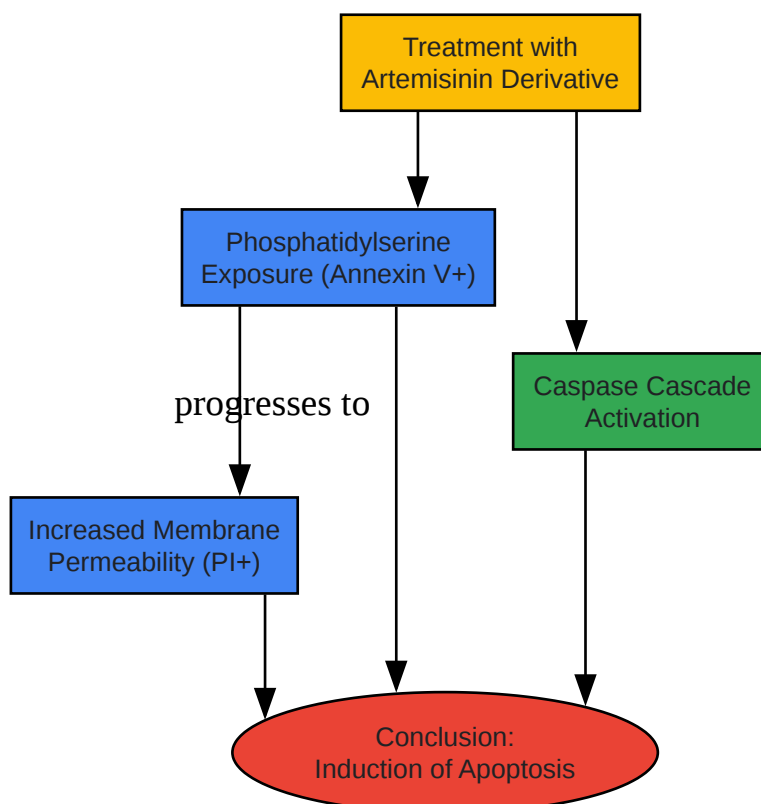 Treatment with
Artemisinin Derivative
Phosphatidylserine
Exposure (Annexin V+)
progresses to
Caspase Cascade
Activation
Increased Membrane
Permeability (PI+)
Conclusion:
Induction of Apoptosis